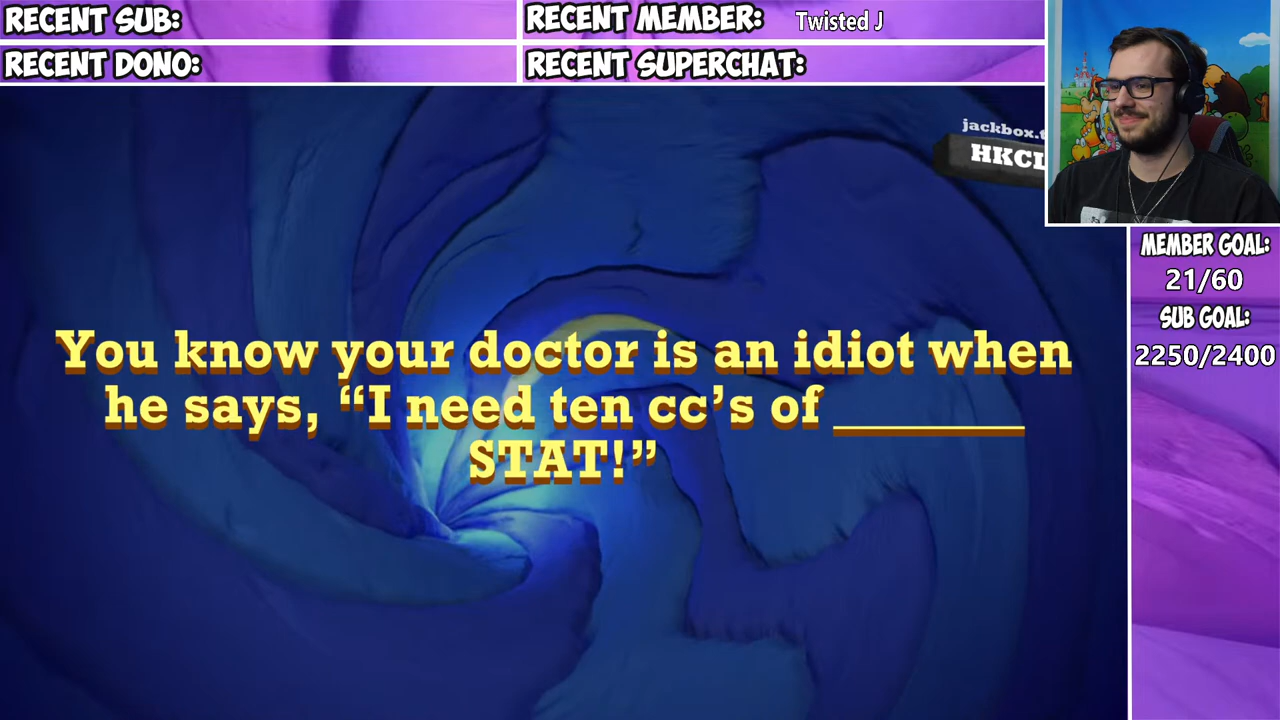 RECENT SUB:
RECENT MEMBER: Twisted J
RECENT DONO:
RECENT SUPERCHAT:
jackbox.t
HKCL
MEMBER GOAL:
21/60
SUB GOAL:
2250/2400
You know your doctor is an idiot when
he says, “I need ten cc’s of ________
STAT!”